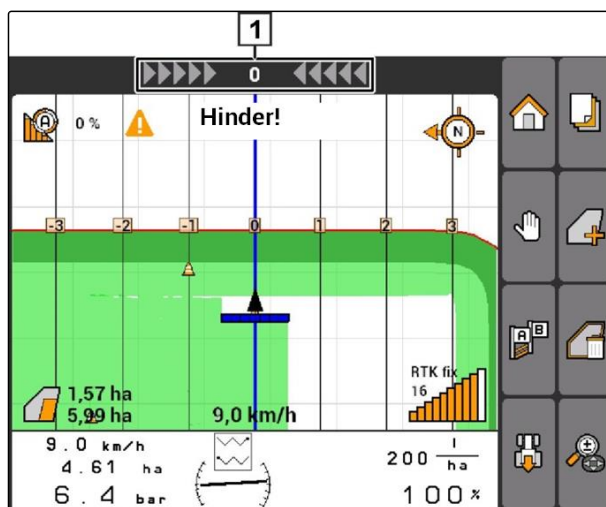 1
0
A 0 % Hinder! N
-3 -2 -1 0 1 2 3
A B
RTK fix
16
1,57 ha
5,99 ha
9,0 km/h
9.0 km/h
4.61 ha
6.4 bar
200 l/ha
100 %